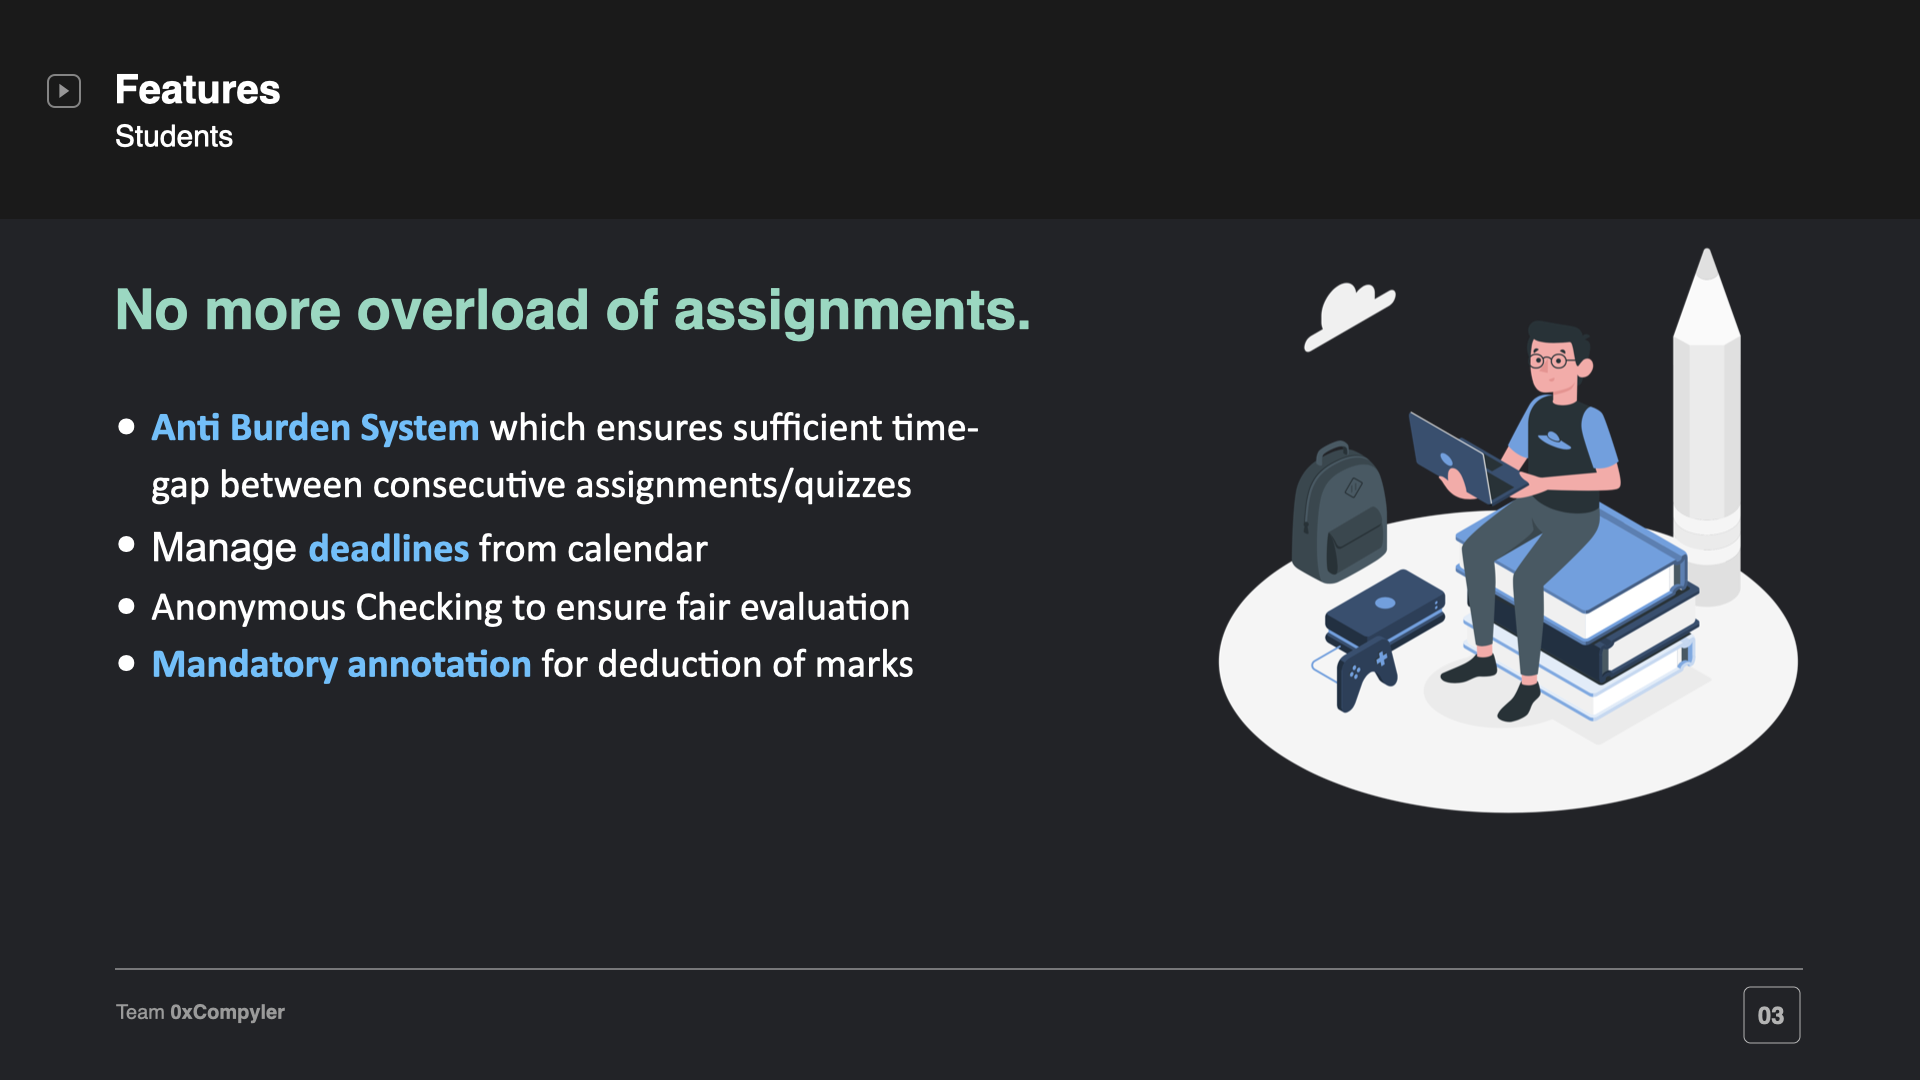 Features
Students
No more overload of assignments.
• Anti Burden System which ensures sufficient time-
gap between consecutive assignments/quizzes
• Manage deadlines from calendar
• Anonymous Checking to ensure fair evaluation
• Mandatory annotation for deduction of marks
Team 0xCompyler
03